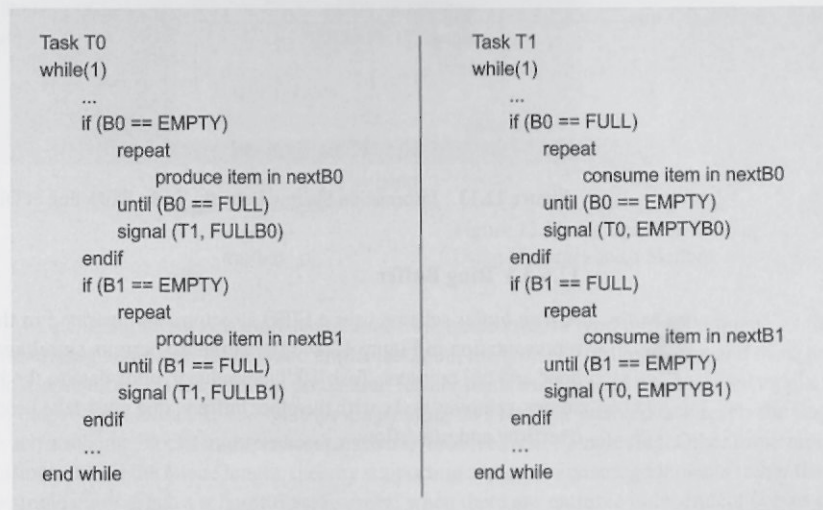 Task T0
while(1)
...
if (B0 == EMPTY)
repeat
produce item in nextB0
until (B0 == FULL)
signal (T1, FULLB0)
endif
if (B1 == EMPTY)
repeat
produce item in nextB1
until (B1 == FULL)
signal (T1, FULLB1)
endif
...
end while
Task T1
while(1)
...
if (B0 == FULL)
repeat
consume item in nextB0
until (B0 == EMPTY)
signal (T0, EMPTYB0)
endif
if (B1 == FULL)
repeat
consume item in nextB1
until (B1 == EMPTY)
signal (T0, EMPTYB1)
endif
...
end while